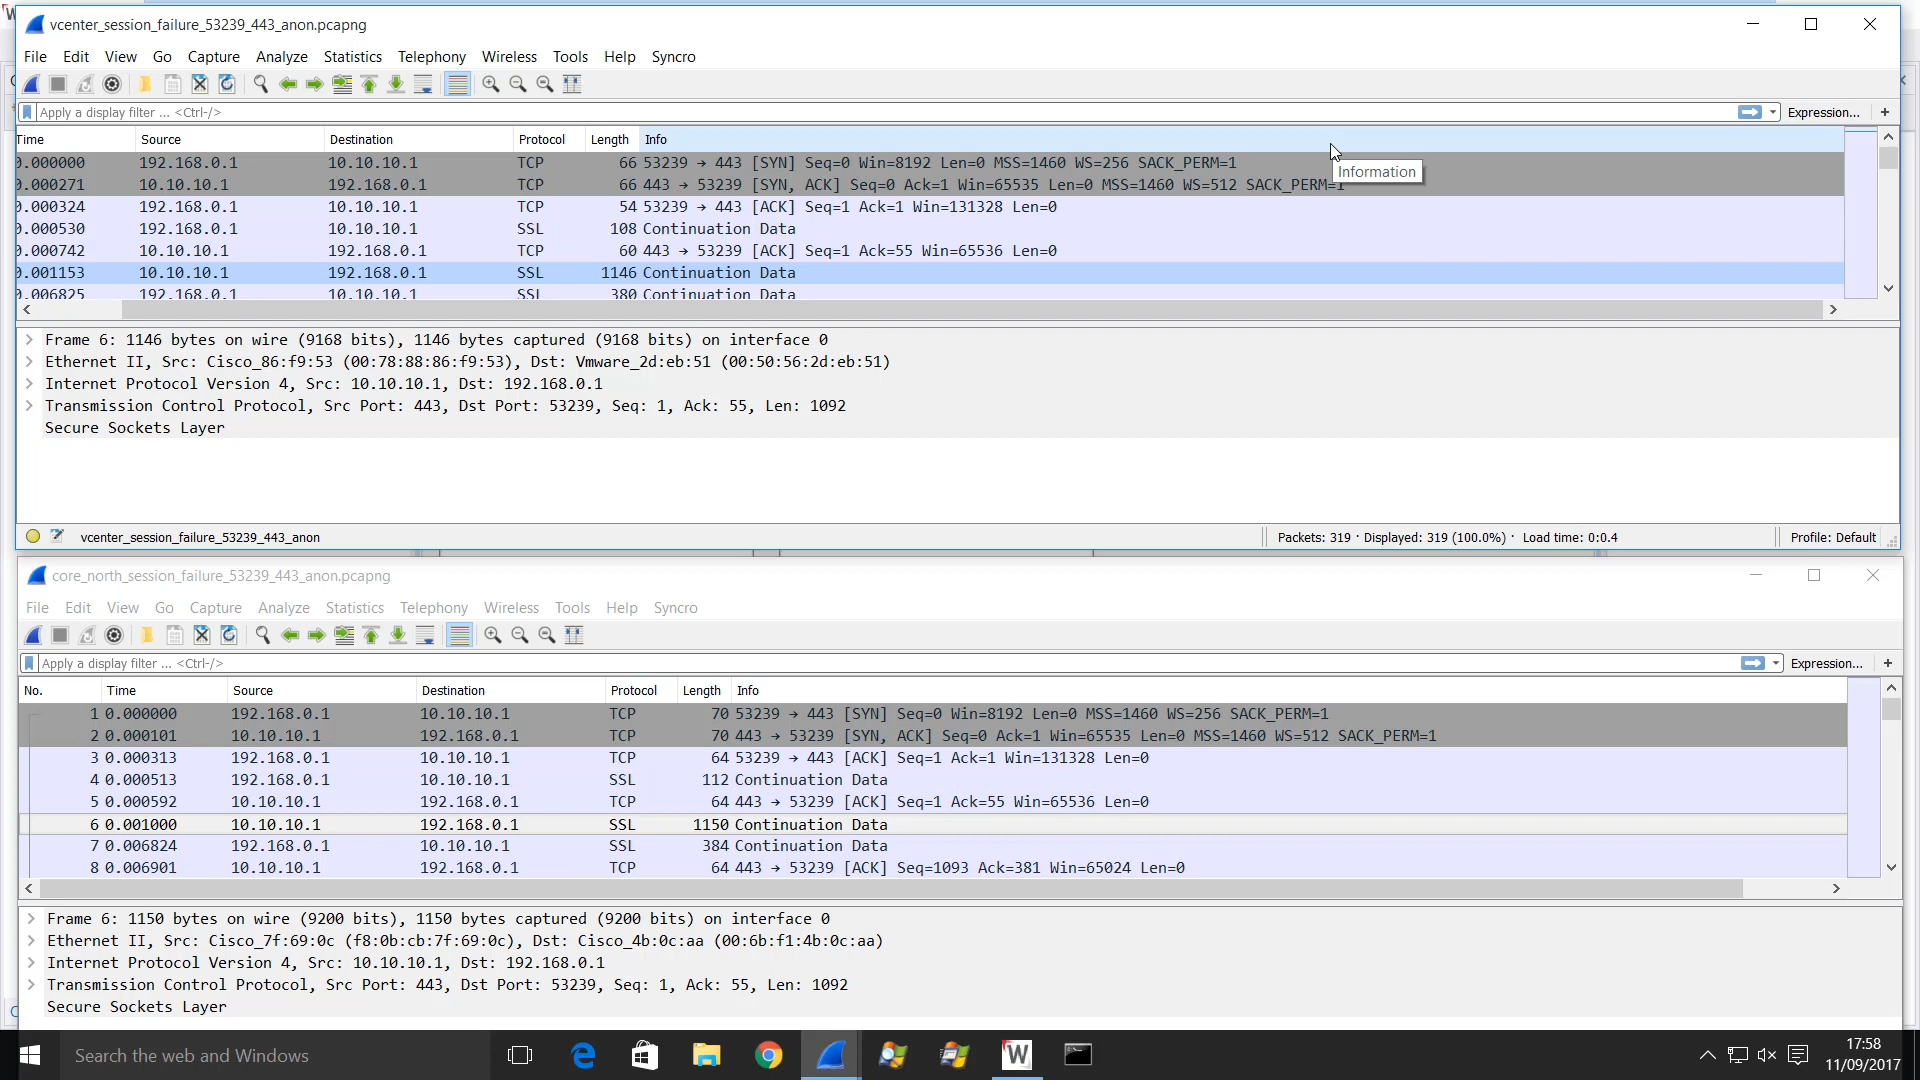 vcenter_session_failure_53239_443_anon.pcapng
File Edit View Go Capture Analyze Statistics Telephony Wireless Tools Help Syncro
Apply a display filter ... <Ctrl-/> Expression... +
Time Source Destination Protocol Length Info
0.000000 192.168.0.1 10.10.10.1 TCP 66 53239 → 443 [SYN] Seq=0 Win=8192 Len=0 MSS=1460 WS=256 SACK_PERM=1
Information
0.000271 10.10.10.1 192.168.0.1 TCP 66 443 → 53239 [SYN, ACK] Seq=0 Ack=1 Win=65535 Len=0 MSS=1460 WS=512 SACK_PERM=1
0.000324 192.168.0.1 10.10.10.1 TCP 54 53239 → 443 [ACK] Seq=1 Ack=1 Win=131328 Len=0
0.000530 192.168.0.1 10.10.10.1 SSL 108 Continuation Data
0.000742 10.10.10.1 192.168.0.1 TCP 60 443 → 53239 [ACK] Seq=1 Ack=55 Win=65536 Len=0
0.001153 10.10.10.1 192.168.0.1 SSL 1146 Continuation Data
0.006825 192.168.0.1 10.10.10.1 SSL 380 Continuation Data
Frame 6: 1146 bytes on wire (9168 bits), 1146 bytes captured (9168 bits) on interface 0
Ethernet II, Src: Cisco_86:f9:53 (00:78:88:86:f9:53), Dst: Vmware_2d:eb:51 (00:50:56:2d:eb:51)
Internet Protocol Version 4, Src: 10.10.10.1, Dst: 192.168.0.1
Transmission Control Protocol, Src Port: 443, Dst Port: 53239, Seq: 1, Ack: 55, Len: 1092
Secure Sockets Layer
vcenter_session_failure_53239_443_anon Packets: 319 · Displayed: 319 (100.0%) · Load time: 0:0.4 Profile: Default
core_north_session_failure_53239_443_anon.pcapng
File Edit View Go Capture Analyze Statistics Telephony Wireless Tools Help Syncro
Apply a display filter ... <Ctrl-/> Expression... +
No. Time Source Destination Protocol Length Info
1 0.000000 192.168.0.1 10.10.10.1 TCP 70 53239 → 443 [SYN] Seq=0 Win=8192 Len=0 MSS=1460 WS=256 SACK_PERM=1
2 0.000101 10.10.10.1 192.168.0.1 TCP 70 443 → 53239 [SYN, ACK] Seq=0 Ack=1 Win=65535 Len=0 MSS=1460 WS=512 SACK_PERM=1
3 0.000313 192.168.0.1 10.10.10.1 TCP 64 53239 → 443 [ACK] Seq=1 Ack=1 Win=131328 Len=0
4 0.000513 192.168.0.1 10.10.10.1 SSL 112 Continuation Data
5 0.000592 10.10.10.1 192.168.0.1 TCP 64 443 → 53239 [ACK] Seq=1 Ack=55 Win=65536 Len=0
6 0.001000 10.10.10.1 192.168.0.1 SSL 1150 Continuation Data
7 0.006824 192.168.0.1 10.10.10.1 SSL 384 Continuation Data
8 0.006901 10.10.10.1 192.168.0.1 TCP 64 443 → 53239 [ACK] Seq=1093 Ack=381 Win=65024 Len=0
Frame 6: 1150 bytes on wire (9200 bits), 1150 bytes captured (9200 bits) on interface 0
Ethernet II, Src: Cisco_7f:69:0c (f8:0b:cb:7f:69:0c), Dst: Cisco_4b:0c:aa (00:6b:f1:4b:0c:aa)
Internet Protocol Version 4, Src: 10.10.10.1, Dst: 192.168.0.1
Transmission Control Protocol, Src Port: 443, Dst Port: 53239, Seq: 1, Ack: 55, Len: 1092
Secure Sockets Layer
Search the web and Windows
17:58
11/09/2017